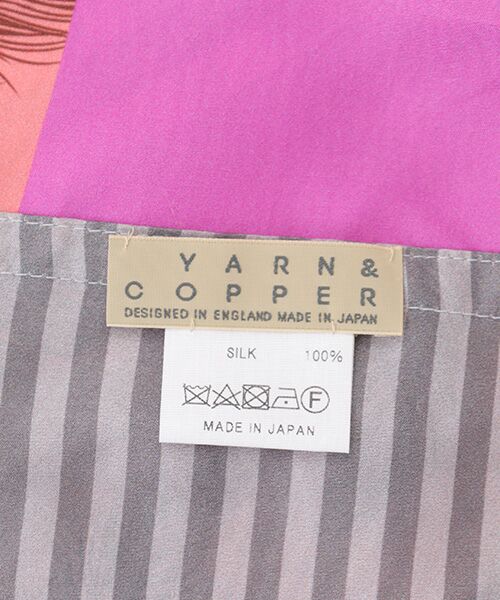 YARN&
COPPER
DESIGNED IN ENGLAND MADE IN JAPAN
SILK 100%
F
MADE IN JAPAN